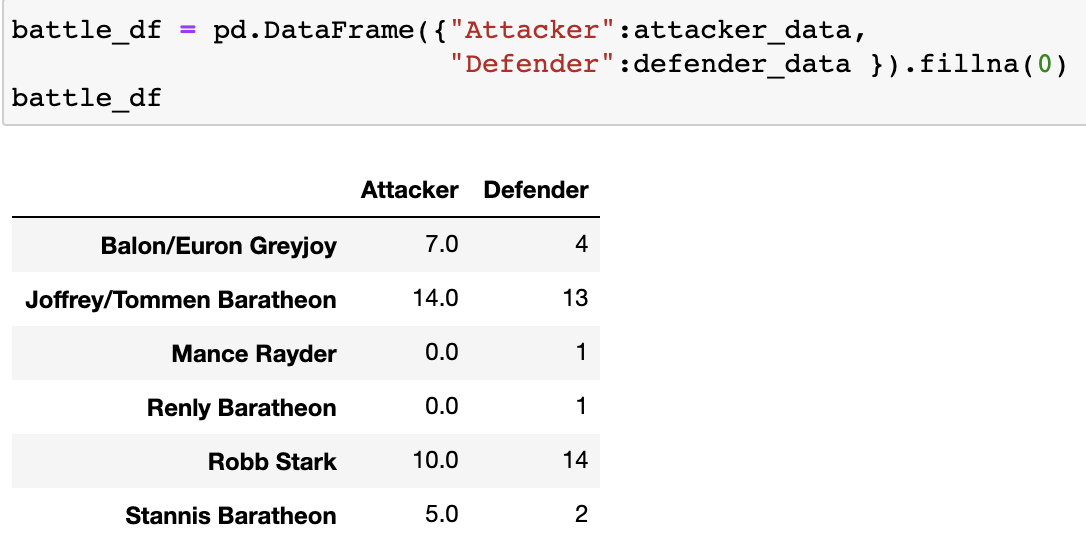 battle_df = pd.DataFrame({"Attacker":attacker_data,
"Defender":defender_data }).fillna(0)
battle_df
Attacker Defender
Balon/Euron Greyjoy 7.0 4
Joffrey/Tommen Baratheon 14.0 13
Mance Rayder 0.0 1
Renly Baratheon 0.0 1
Robb Stark 10.0 14
Stannis Baratheon 5.0 2